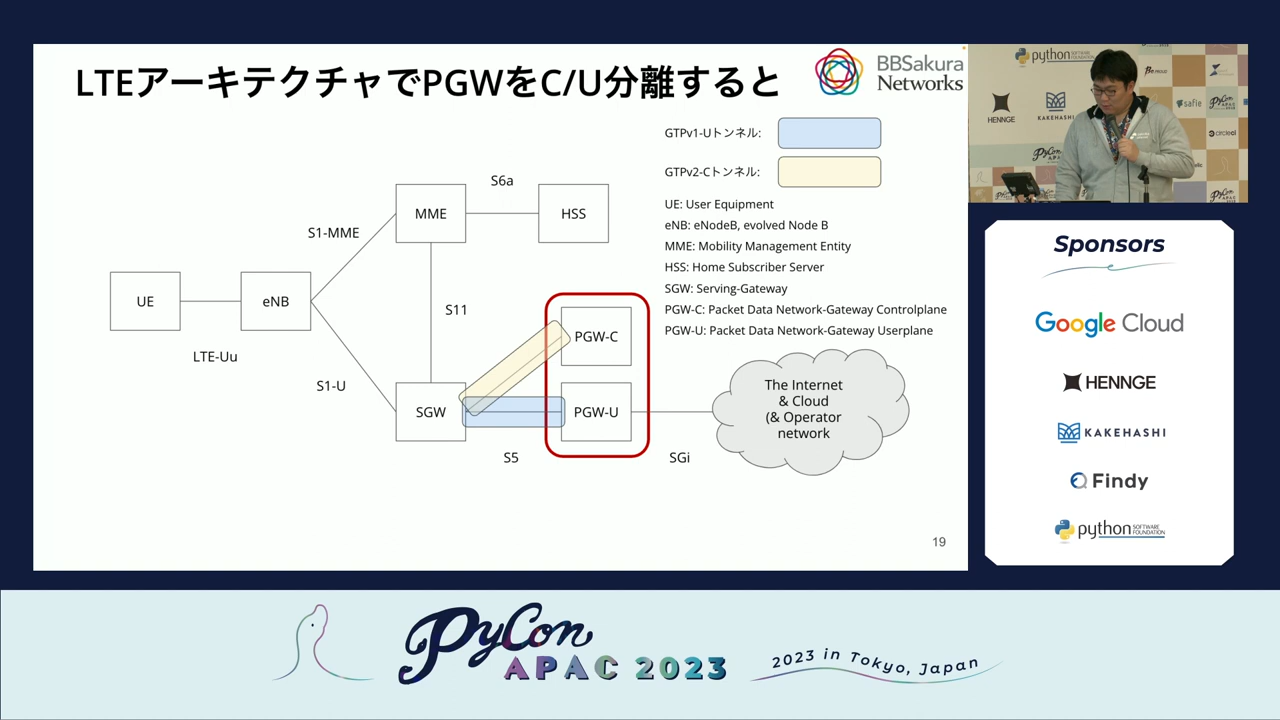 LTEアーキテクチャでPGWをC/U分離すると
BBSakura
Networks
GTPv1-Uトンネル:
GTPv2-Cトンネル:
UE: User Equipment
eNB: eNodeB, evolved Node B
MME: Mobility Management Entity
HSS: Home Subscriber Server
SGW: Serving-Gateway
PGW-C: Packet Data Network-Gateway Controlplane
PGW-U: Packet Data Network-Gateway Userplane
S6a
MME
HSS
S1-MME
UE
eNB
S11
LTE-Uu
PGW-C
S1-U
SGW
PGW-U
The Internet
& Cloud
(& Operator
network
S5
SGi
19
python
HENNGE
KAKEHASHI
safie
circleci
Sponsors
Google Cloud
HENNGE
KAKEHASHI
Findy
python SOFTWARE FOUNDATION
PyCon
APAC 2023
2023 in Tokyo, Japan